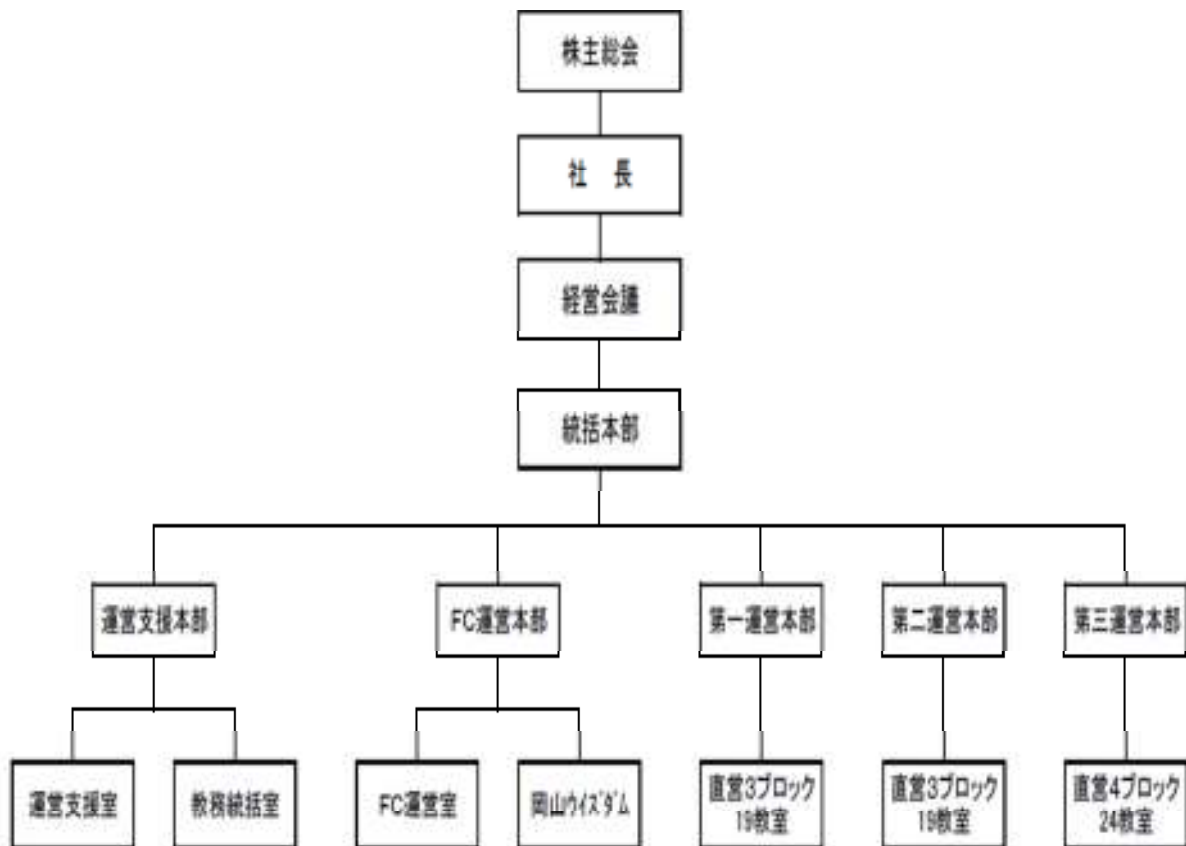 株主総会
社 長
経営会議
統括本部
運営支援本部
FC運営本部
第一運営本部
第二運営本部
第三運営本部
運営支援室
教務統括室
FC運営室
岡山ウイズダム
直営3ブロック
19教室
直営3ブロック
19教室
直営4ブロック
24教室